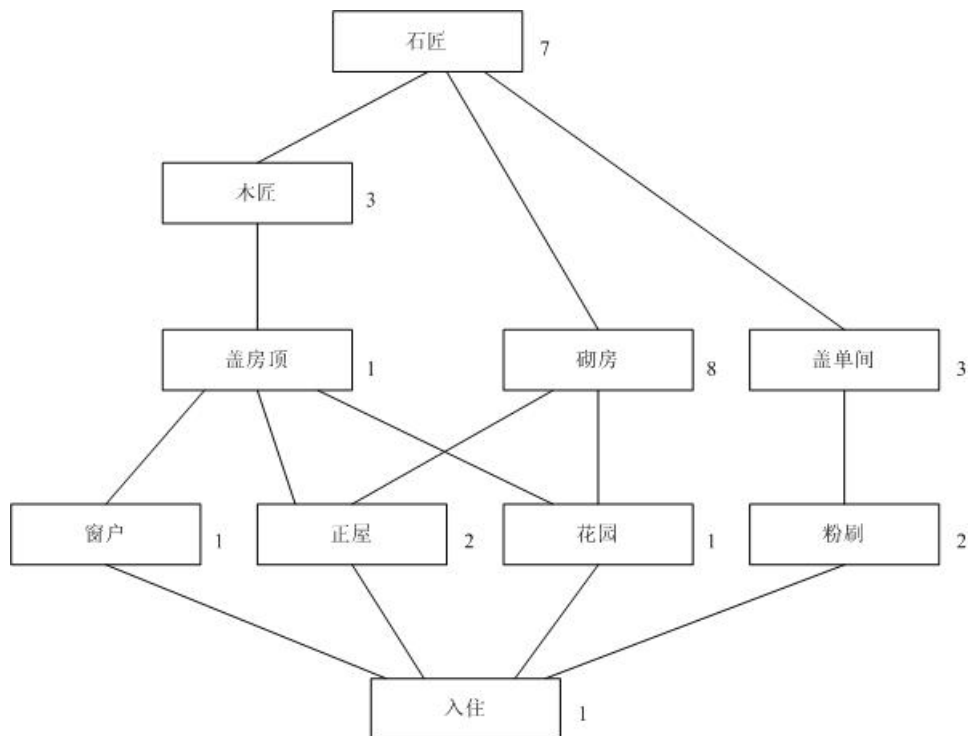 石匠 7
木匠 3
盖房顶 1 砌房 8 盖单间 3
窗户 1 正屋 2 花园 1 粉刷 2
入住 1